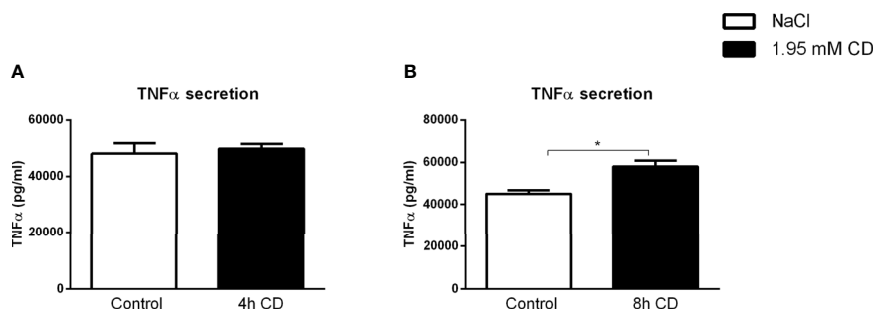 NaCl
1.95 mM CD
A
TNFα secretion
TNFα (pg/ml)
60000
40000
20000
0
Control
4h CD
B
TNFα secretion
*
TNFα (pg/ml)
80000
60000
40000
20000
0
Control
8h CD